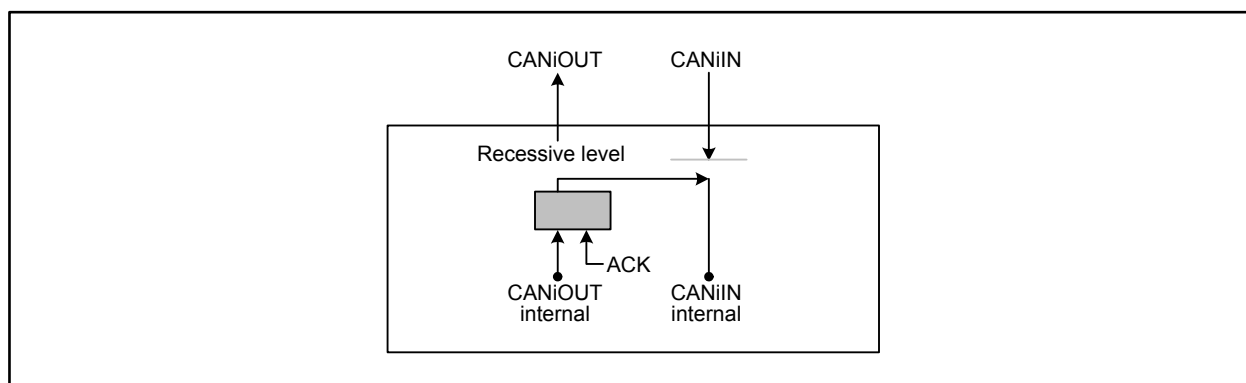 CANiOUT
CANiIN
Recessive level
ACK
CANiOUT
internal
CANiIN
internal